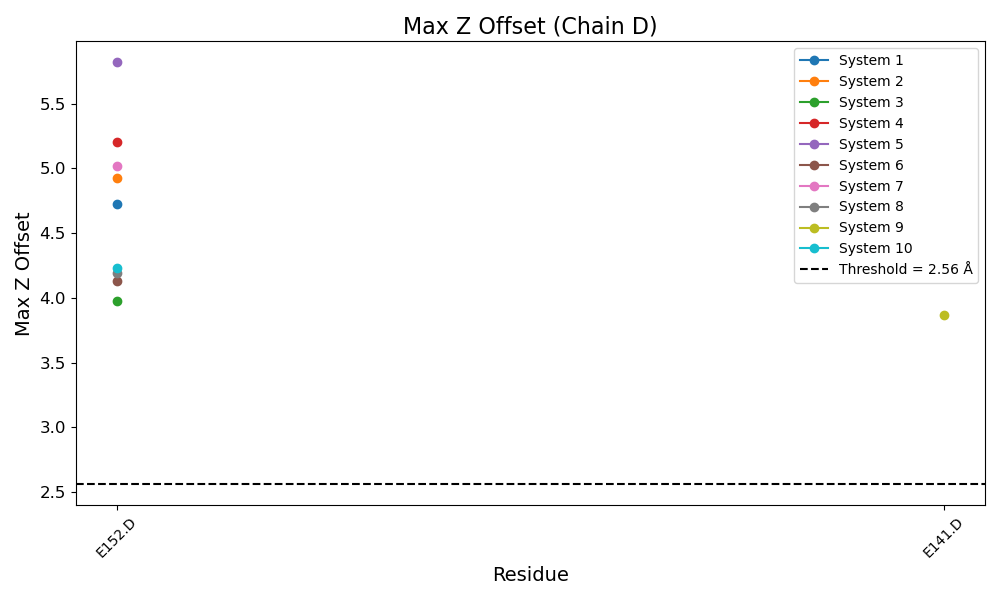 Max Z Offset (Chain D)
Max Z Offset
5.5
5.0
4.5
4.0
3.5
3.0
2.5
System 1
System 2
System 3
System 4
System 5
System 6
System 7
System 8
System 9
System 10
Threshold = 2.56 Å
E152.D
E141.D
Residue